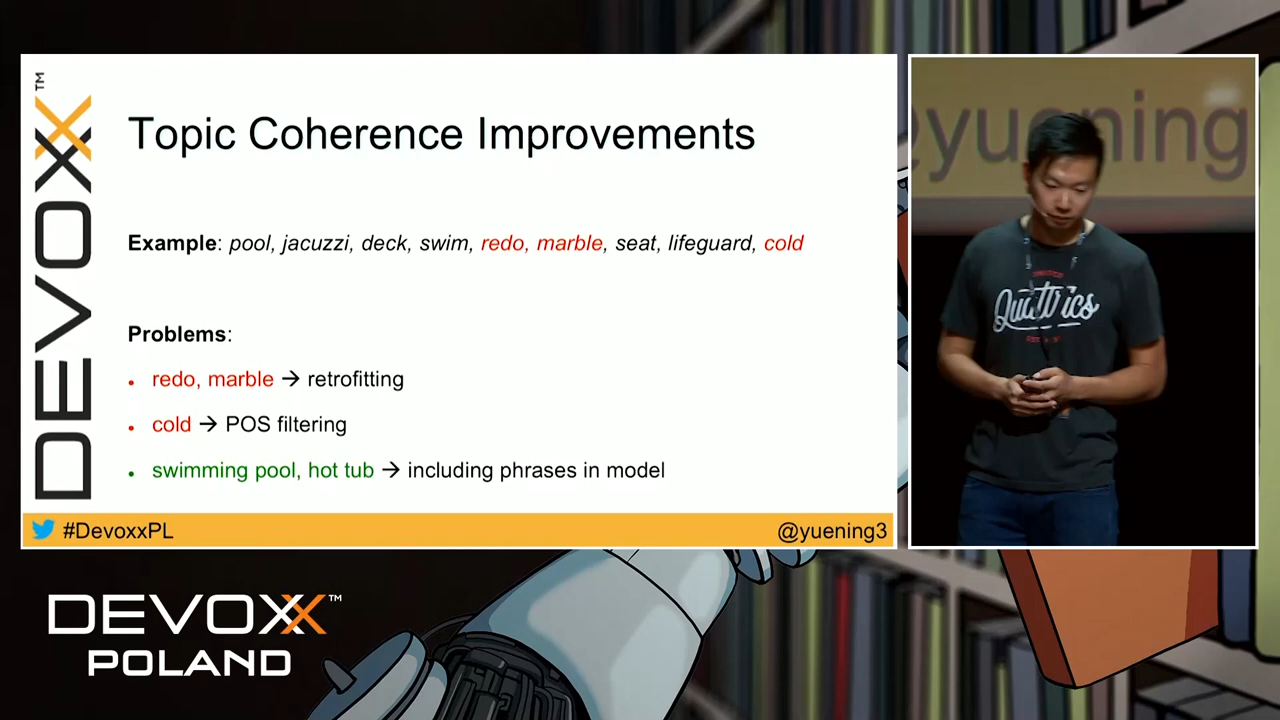 DEVOXX™
Topic Coherence Improvements
Example: pool, jacuzzi, deck, swim, redo, marble, seat, lifeguard, cold
Problems:
• redo, marble → retrofitting
• cold → POS filtering
• swimming pool, hot tub → including phrases in model
#DevoxxPL
@yuening3
@yuening
Qualtrics
DEVOXX™
POLAND